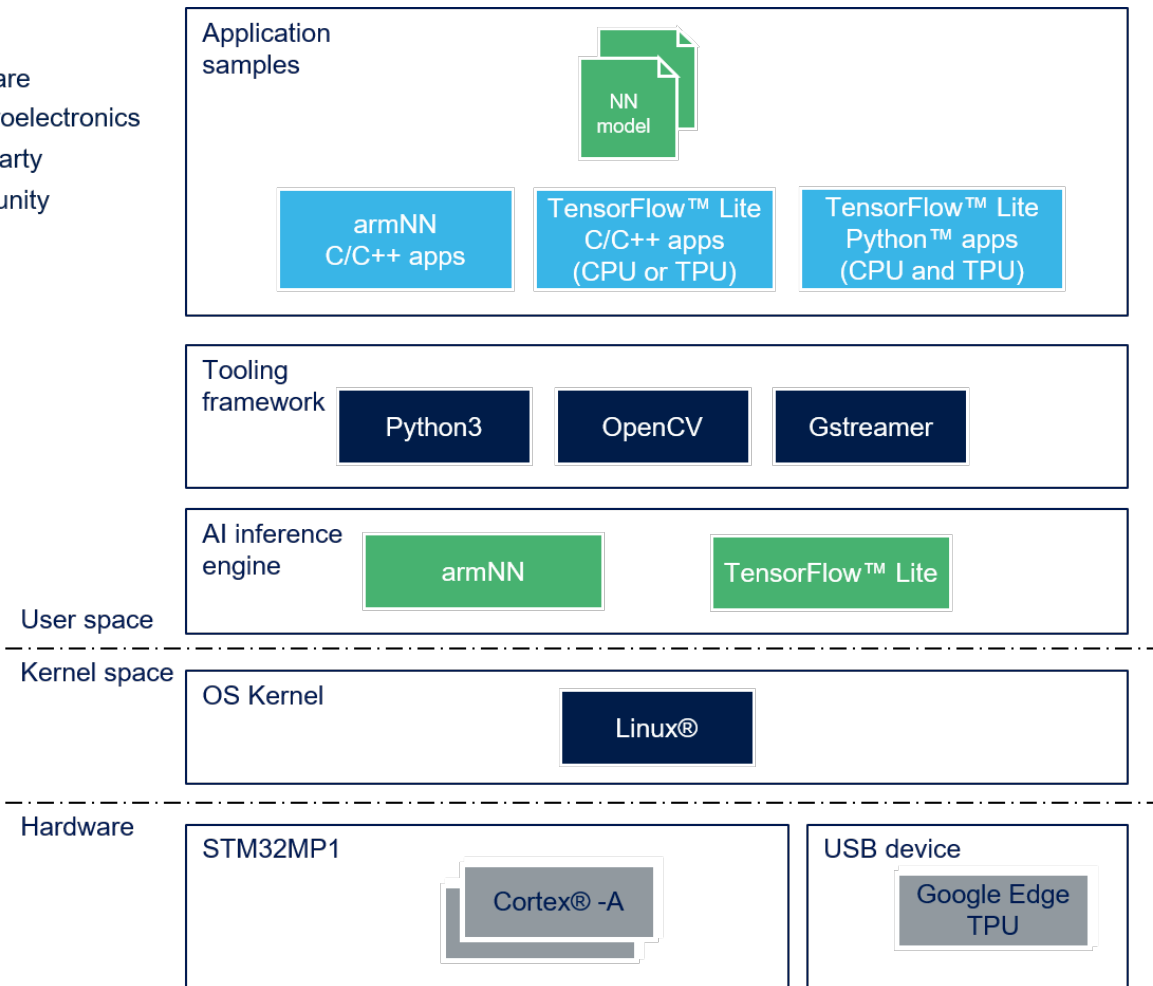 Application
samples
are
oelectronics
arty
unity
NN
model
armNN
C/C++ apps
TensorFlow™ Lite
C/C++ apps
(CPU or TPU)
TensorFlow™ Lite
Python™ apps
(CPU and TPU)
Tooling
framework
Python3
OpenCV
Gstreamer
AI inference
engine
armNN
TensorFlow™ Lite
User space
Kernel space
OS Kernel
Linux®
Hardware
STM32MP1
Cortex® -A
USB device
Google Edge
TPU